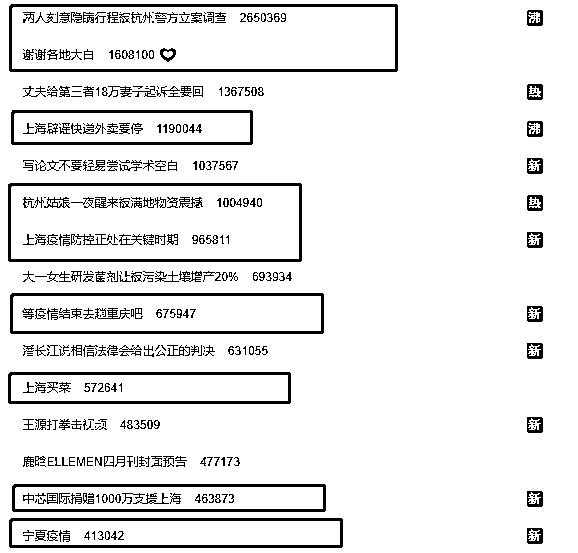 两人刻意隐瞒行程被杭州警方立案调查 2650369 沸
谢谢各地大白 1608100
丈夫给第三者18万妻子起诉全要回 1367508 热
上海辟谣快递外卖要停 1190044 沸
写论文不要轻易尝试学术空白 1037567 新
杭州姑娘一夜醒来被满地物资震撼 1004940 热
上海疫情防控正处在关键时期 965811 新
大一女生研发菌剂让被污染土壤增产20% 693934
等疫情结束去趟重庆吧 675947 新
潘长江说相信法律会给出公正的判决 631055 新
上海买菜 572641
王源打拳击视频 483509 新
鹿晗ELLEMEN四月刊封面预告 477173
中芯国际捐赠1000万支援上海 463873 新
宁夏疫情 413042 新